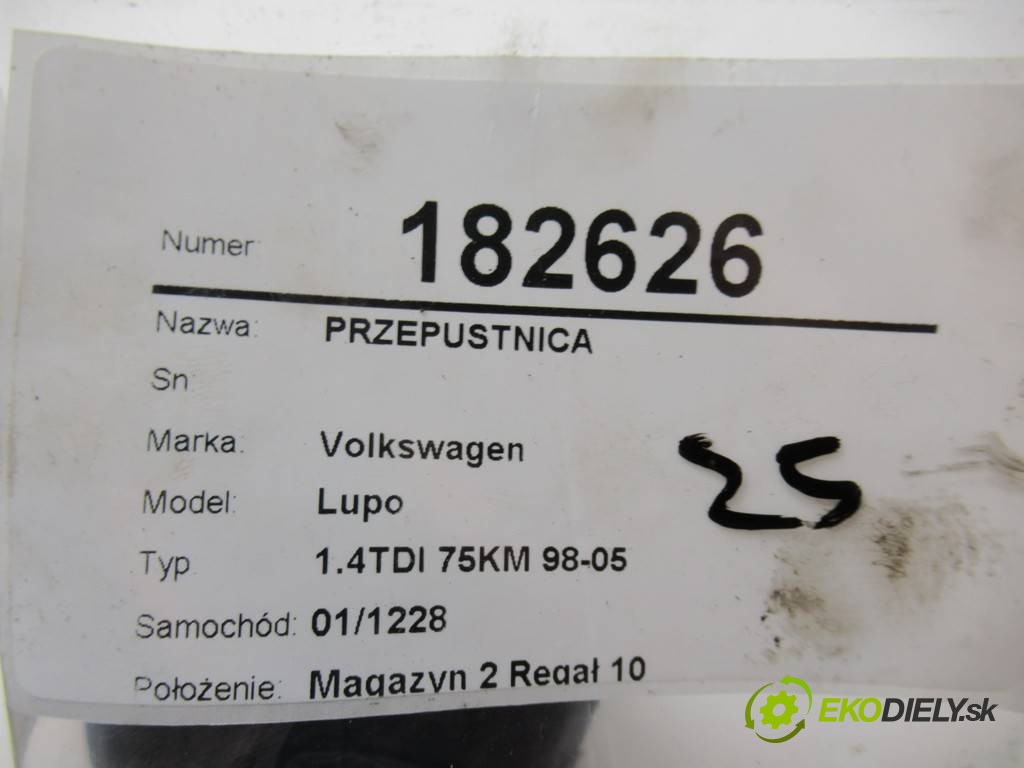 Numer: 182626
Nazwa: PRZEPUSTNICA
Sn
Marka: Volkswagen
25
Model: Lupo
Typ 1.4TDI 75KM 98-05
Samochód: 01/1228
Położenie: Magazyn 2 Regał 10
EKODIELY.sk